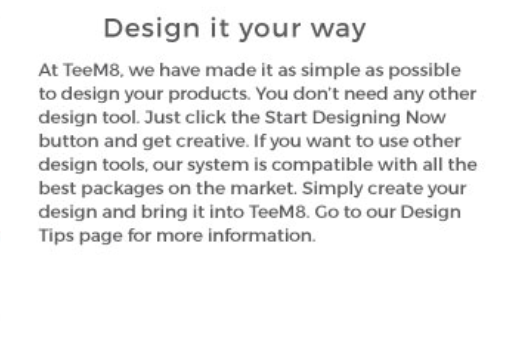 Design it your way
At TeeM8, we have made it as simple as possible
to design your products. You don't need any other
design tool. Just click the Start Designing Now
button and get creative. If you want to use other
design tools, our system is compatible with all the
best packages on the market. Simply create your
design and bring it into TeeM8. Go to our Design
Tips page for more information.